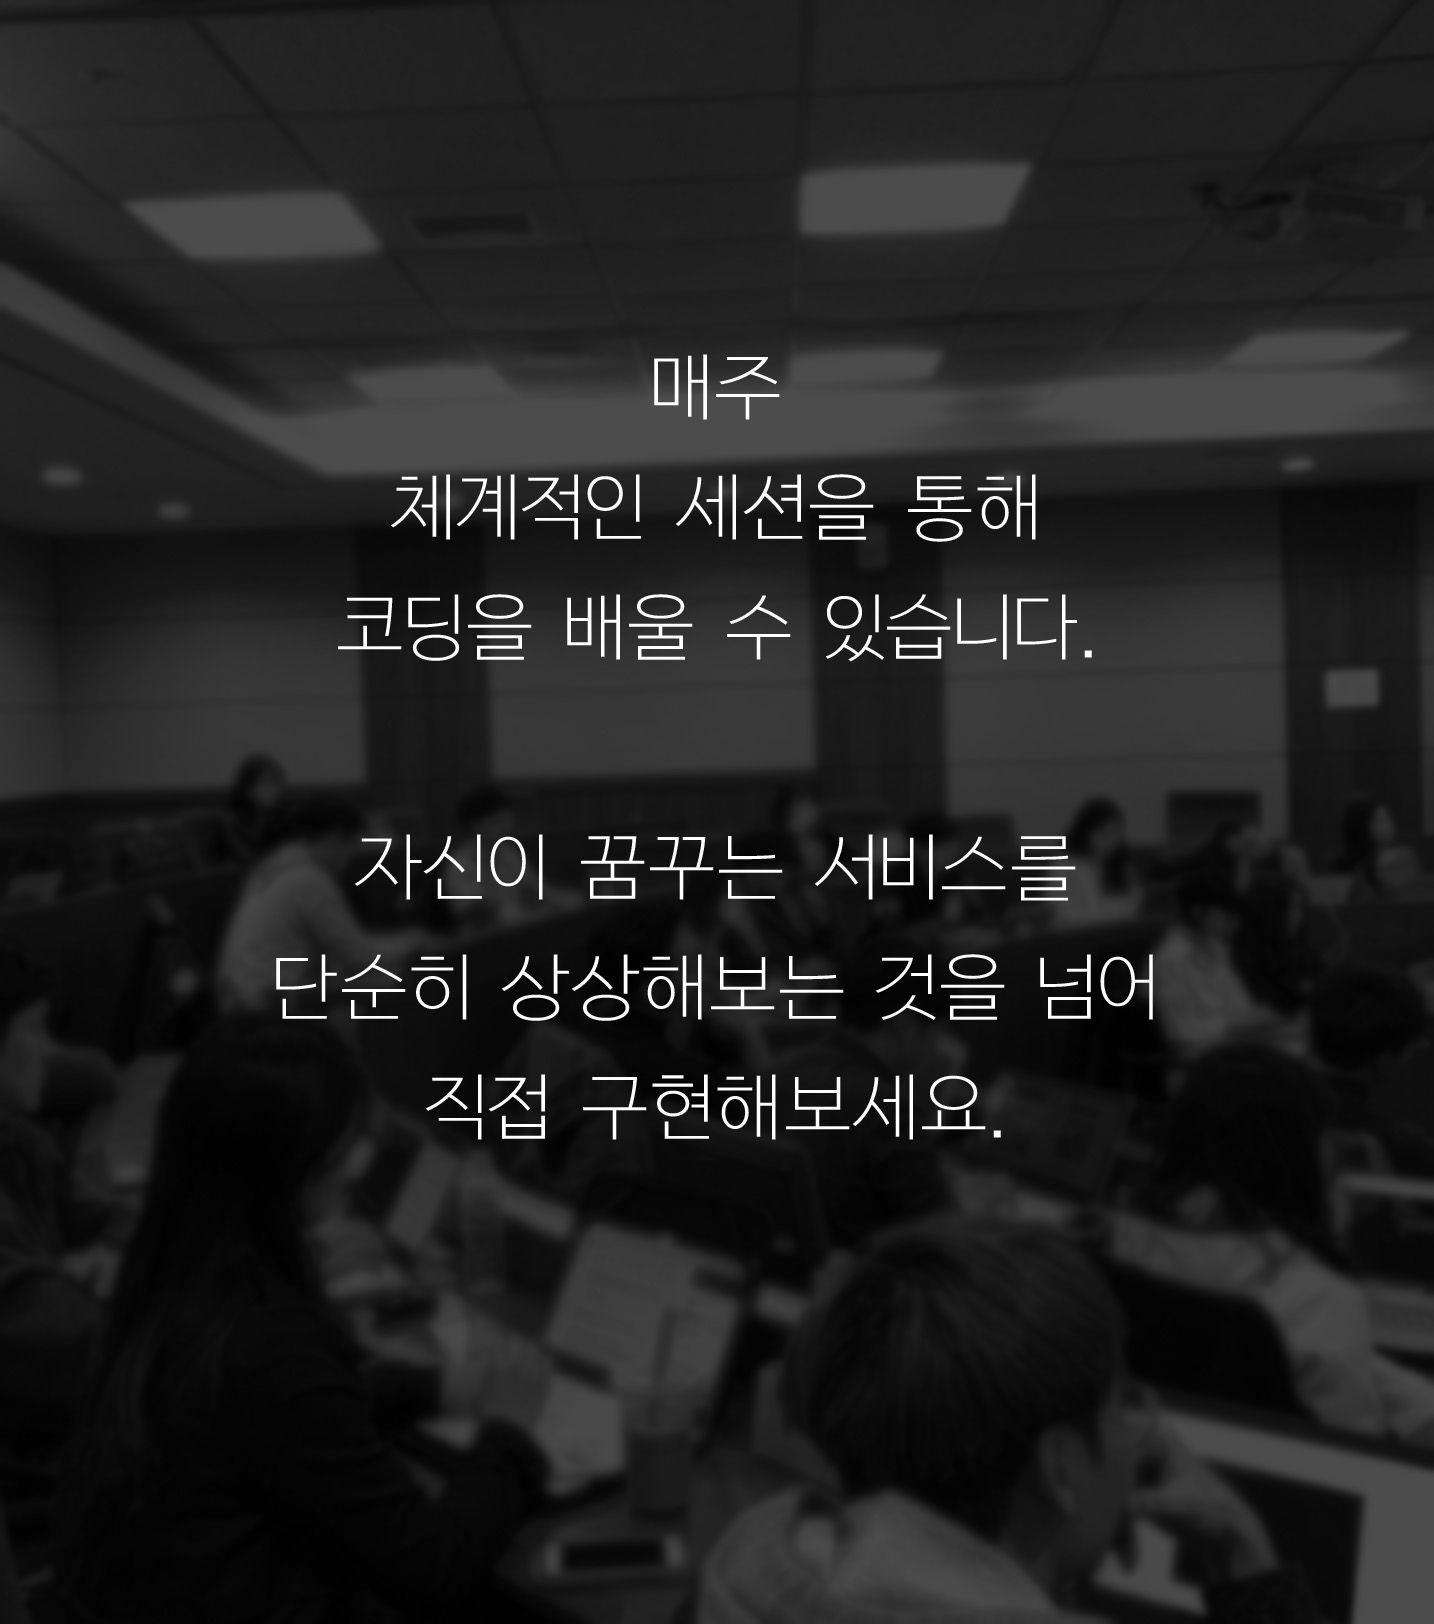 매주
체계적인 세션을 통해
코딩을 배울 수 있습니다.
자신이 꿈꾸는 서비스를
단순히 상상해보는 것을 넘어
직접 구현해보세요.